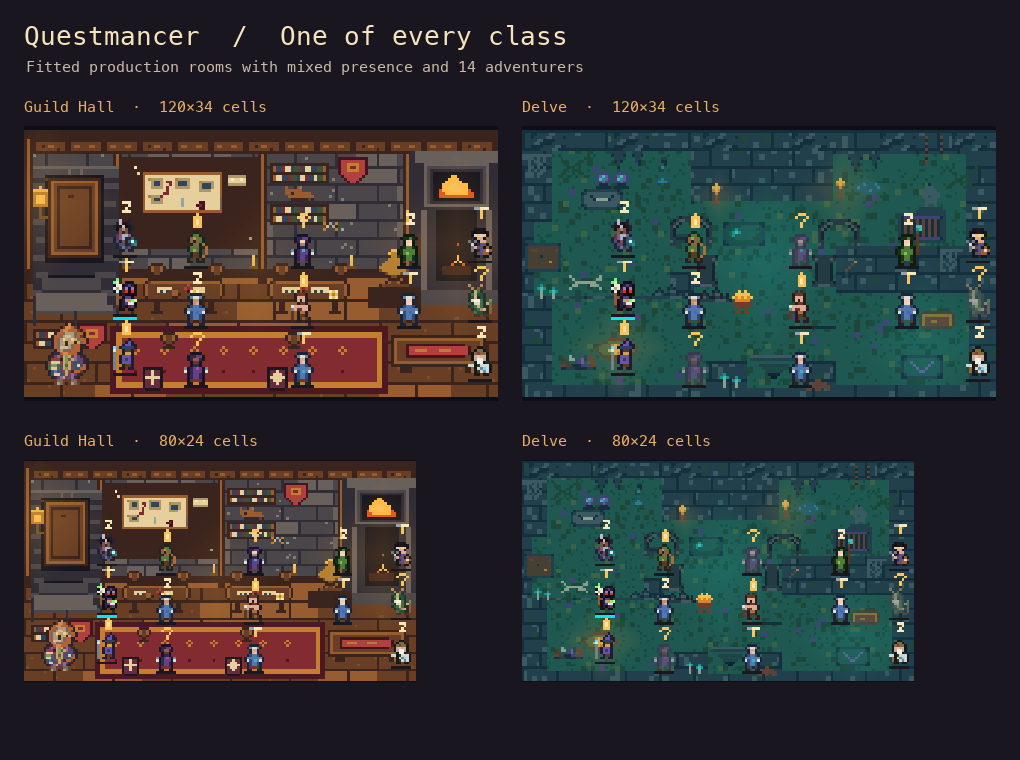 Questmancer / One of every class
Fitted production rooms with mixed presence and 14 adventurers
Guild Hall · 120×34 cells
Delve · 120×34 cells
Guild Hall · 80×24 cells
Delve · 80×24 cells